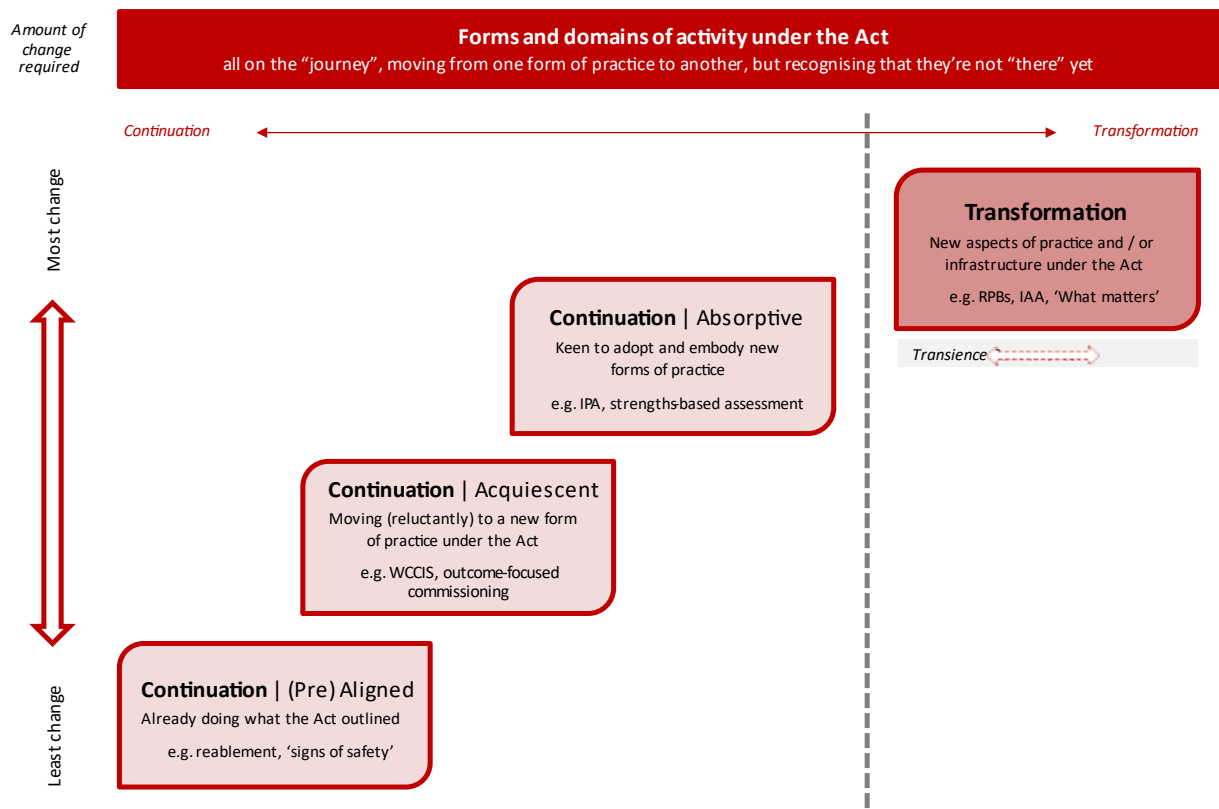 Amount of
change
required
Forms and domains of activity under the Act
all on the “journey”, moving from one form of practice to another, but recognising that they’re not “there” yet
Continuation
Transformation
Most change
Transformation
New aspects of practice and / or
infrastructure under the Act
e.g. RPBs, IAA, ‘What matters’
Continuation | Absorptive
Keen to adopt and embody new
forms of practice
e.g. IPA, strengths-based assessment
Transience
Continuation | Acquiescent
Moving (reluctantly) to a new form
of practice under the Act
e.g. WCCIS, outcome-focused
commissioning
Continuation | (Pre) Aligned
Already doing what the Act outlined
e.g. reablement, ‘signs of safety’
Least change